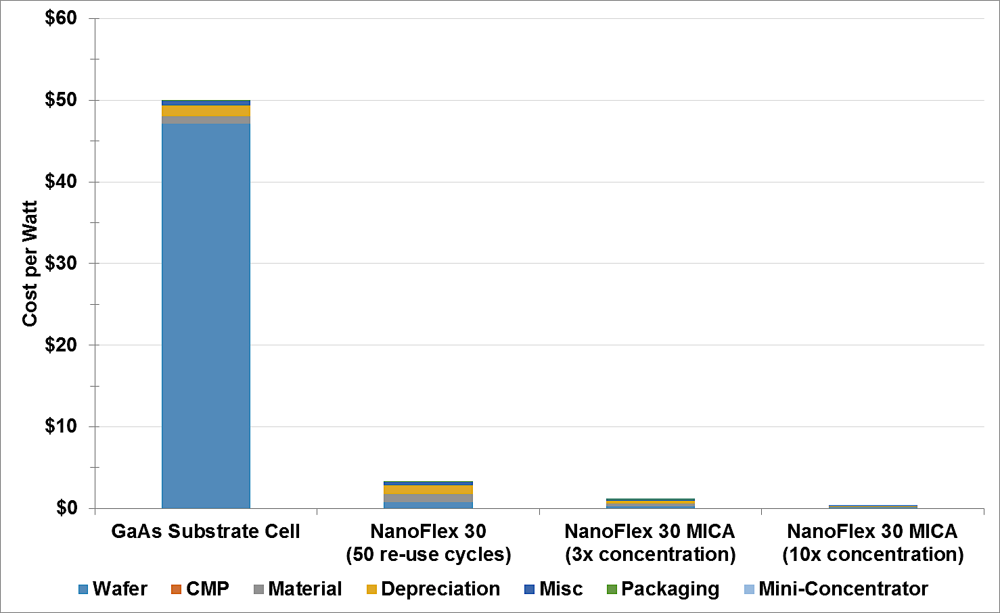 $60
$50
$40
$30
$20
$10
$0
Cost per Watt
GaAs Substrate Cell
NanoFlex 30
(50 re-use cycles)
NanoFlex 30 MICA
(3x concentration)
NanoFlex 30 MICA
(10x concentration)
Wafer CMP Material Depreciation Misc Packaging Mini-Concentrator